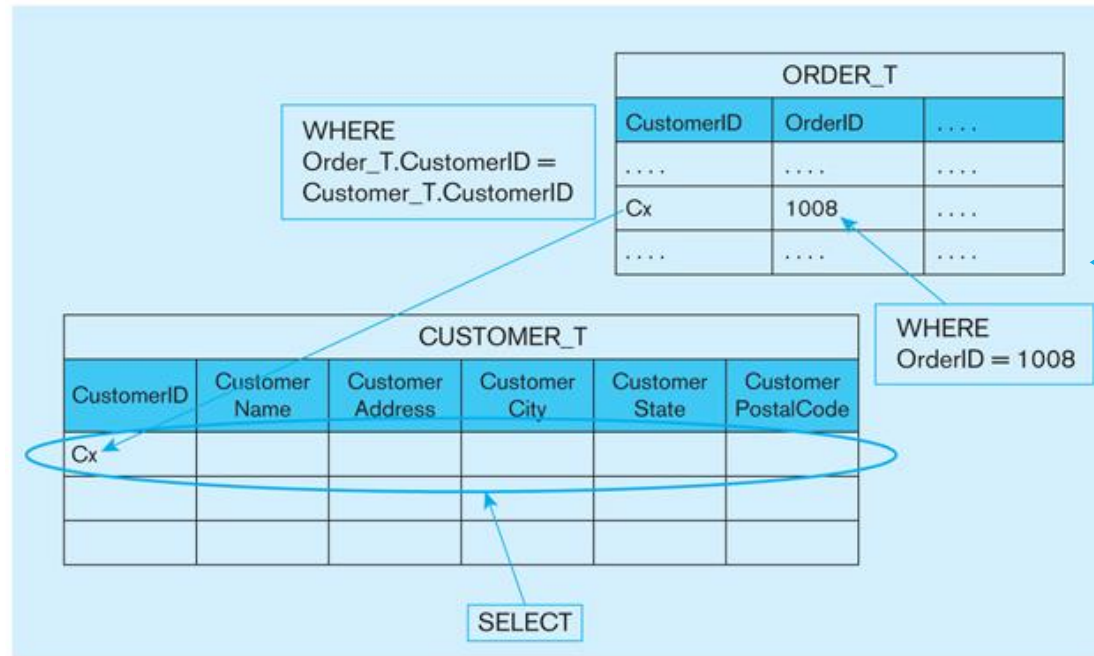 ORDER_T
CustomerID OrderID ....
.... .... ....
Cx 1008 ....
.... .... ....
WHERE
Order_T.CustomerID =
Customer_T.CustomerID
WHERE
OrderID = 1008
CUSTOMER_T
CustomerID Customer Name Customer Address Customer City Customer State Customer PostalCode
Cx
SELECT